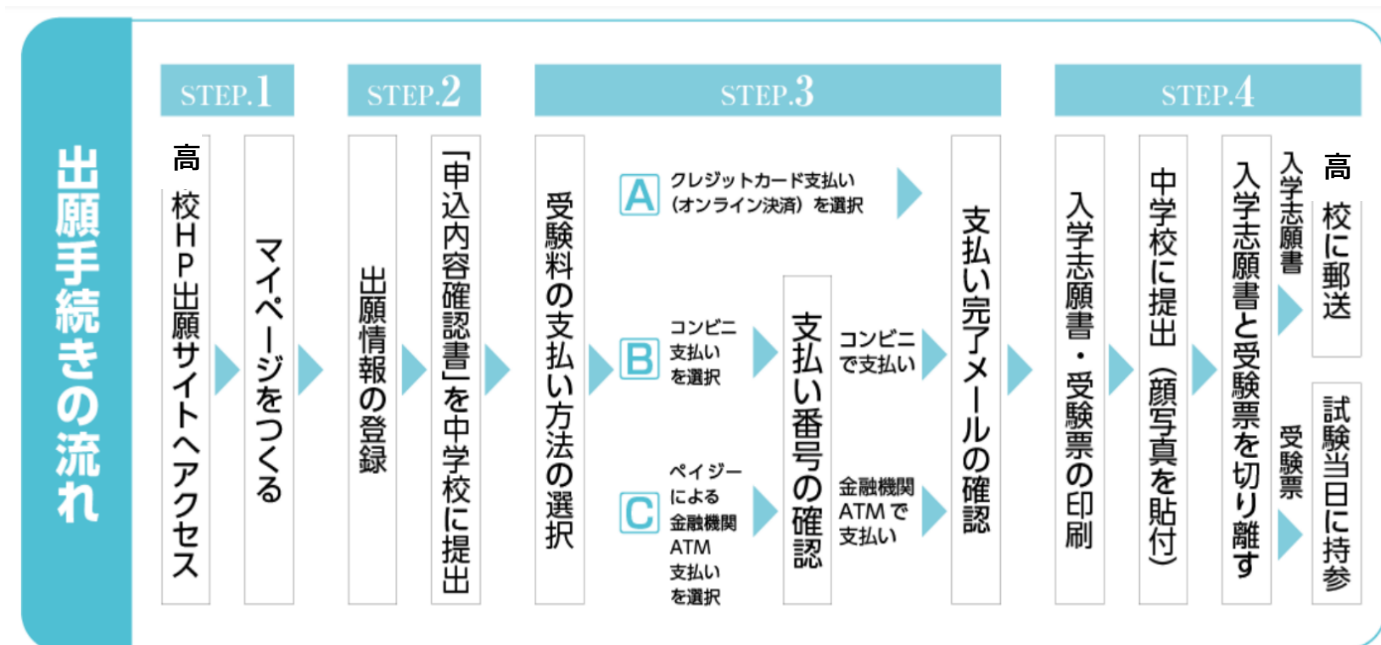 出願手続きの流れ
STEP.1
高校HP出願サイトへアクセス
マイページをつくる
STEP.2
出願情報の登録
「申込内容確認書」を中学校に提出
STEP.3
受験料の支払い方法の選択
A
クレジットカード支払い
(オンライン決済)を選択
B
コンビニ
支払い
を選択
C
ペイジー
による
金融機関
ATM
支払い
を選択
支払い番号の確認
コンビニ
で支払い
金融機関
ATMで
支払い
支払い完了メールの確認
STEP.4
入学志願書・受験票の印刷
中学校に提出(顔写真を貼付)
入学志願書と受験票を切り離す
入学志願書
高校に郵送
受験票
試験当日に持参